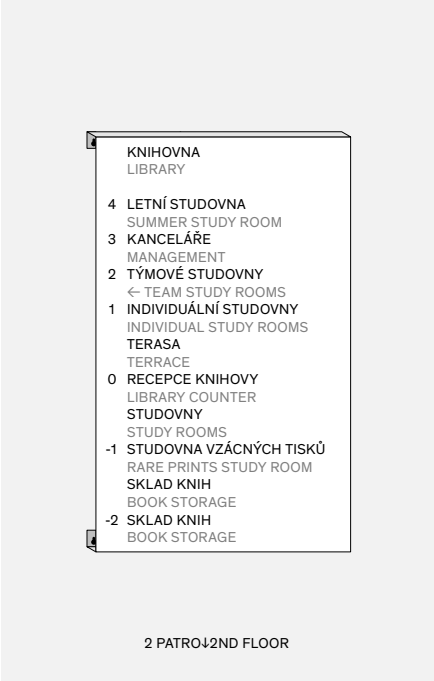 KNIHOVNA
LIBRARY
4 LETNÍ STUDOVNA
SUMMER STUDY ROOM
3 KANCELÁŘE
MANAGEMENT
2 TÝMOVÉ STUDOVNY
← TEAM STUDY ROOMS
1 INDIVIDUÁLNÍ STUDOVNY
INDIVIDUAL STUDY ROOMS
TERASA
TERRACE
0 RECEPCE KNIHOVY
LIBRARY COUNTER
STUDOVNY
STUDY ROOMS
-1 STUDOVNA VZÁCNÝCH TISKŮ
RARE PRINTS STUDY ROOM
SKLAD KNIH
BOOK STORAGE
-2 SKLAD KNIH
BOOK STORAGE
2 PATRO↓2ND FLOOR